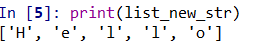 In [5]: print(list_new_str)
['H', 'e', 'l', 'l', 'o']